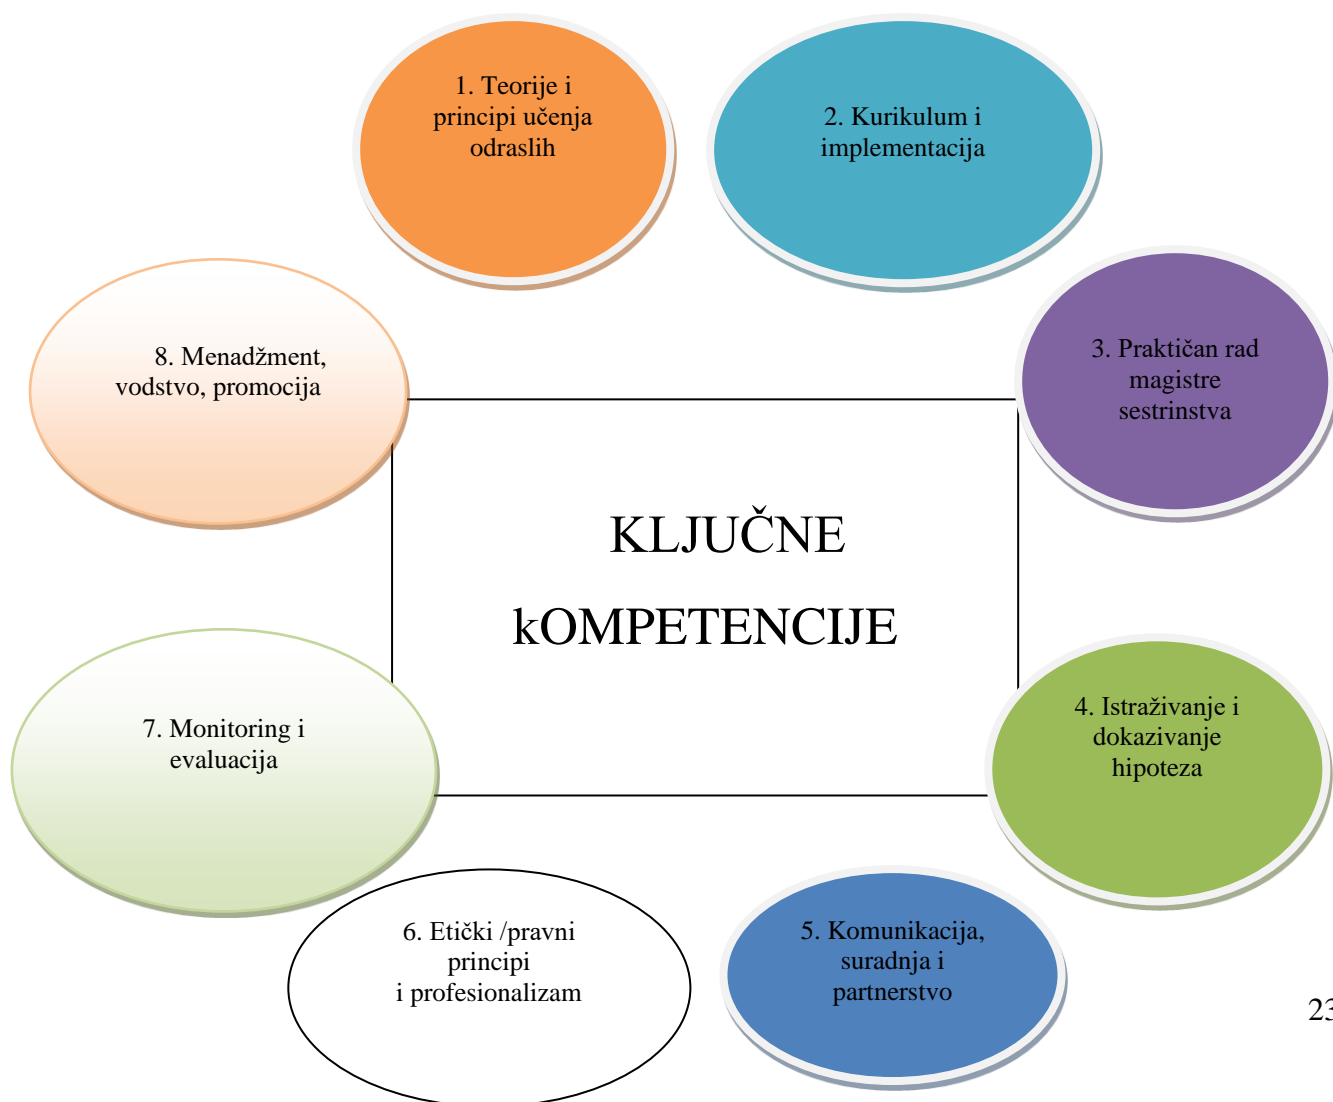 1. Teorije i
principi učenja
odraslih
2. Kurikulum i
implementacija
3. Praktičan rad
magistre
sestrinstva
8. Menadžment,
vodstvo, promocija
KLJUČNE
kOMPETENCIJE
4. Istraživanje i
dokazivanje
hipoteza
7. Monitoring i
evaluacija
5. Komunikacija,
suradnja i
partnerstvo
6. Etički /pravni
principi
i profesionalizam
23